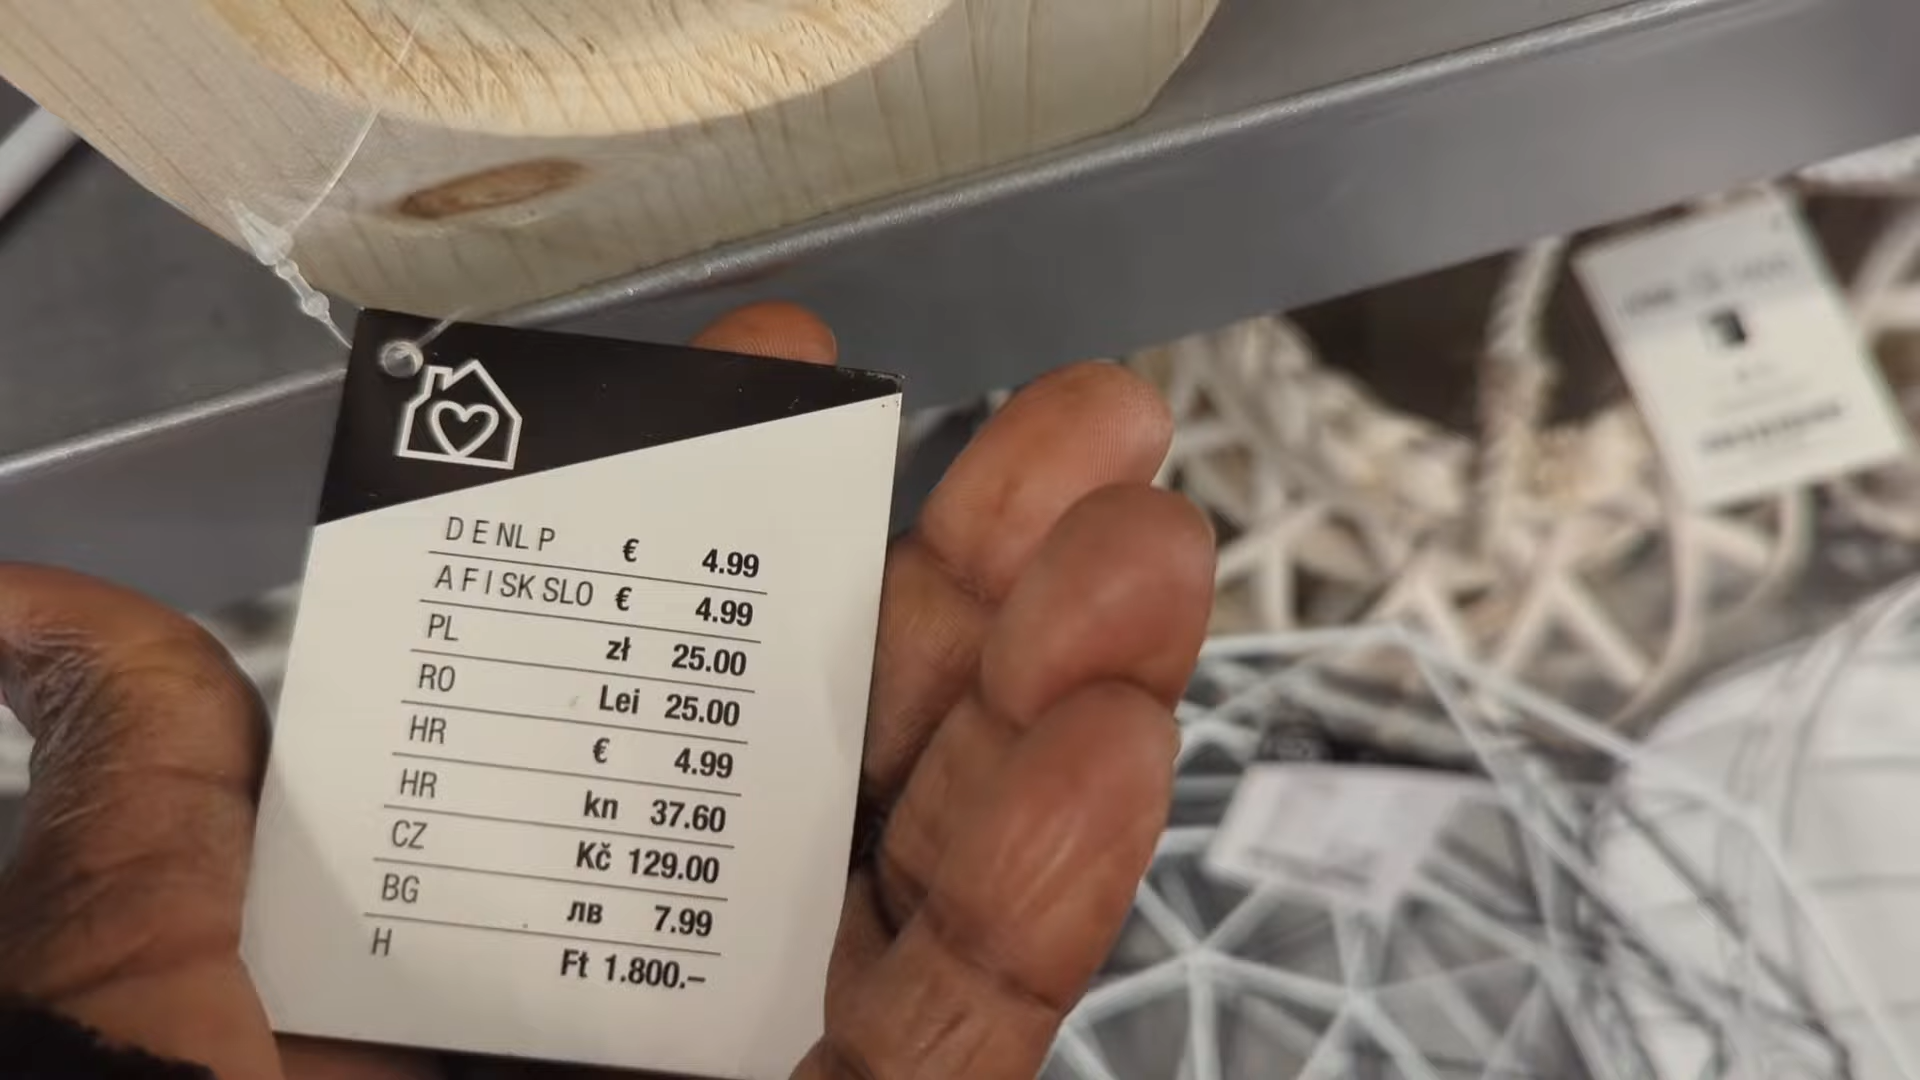 D E NL P € 4.99
A F I SK SLO € 4.99
PL zł 25.00
RO Lei 25.00
HR € 4.99
HR kn 37.60
CZ Kč 129.00
BG лв 7.99
H Ft 1.800.–